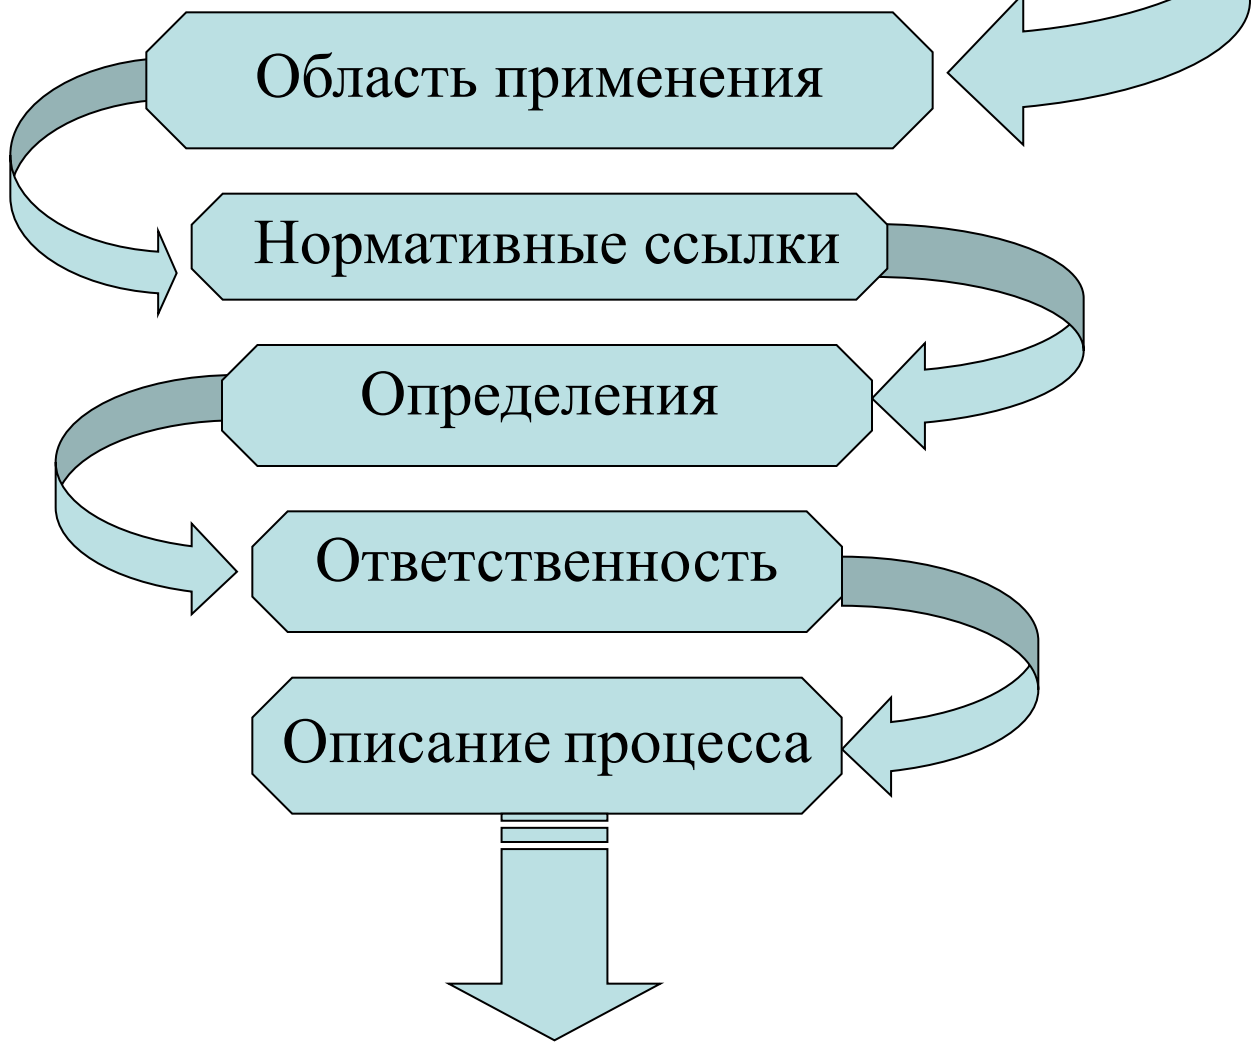 Область применения
Нормативные ссылки
Определения
Ответственность
Описание процесса